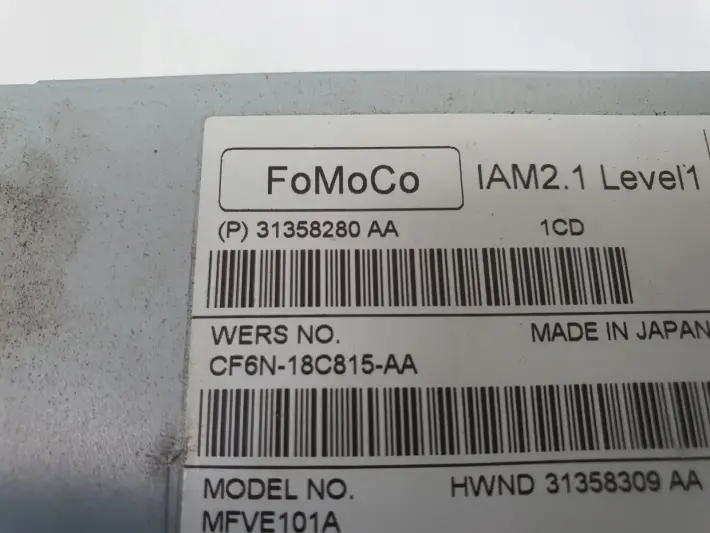 FoMoCo IAM2.1 Level1
(P) 31358280 AA 1CD
WERS NO. MADE IN JAPAN
CF6N-18C815-AA
MODEL NO. HWND 31358309 AA
MFVE101A